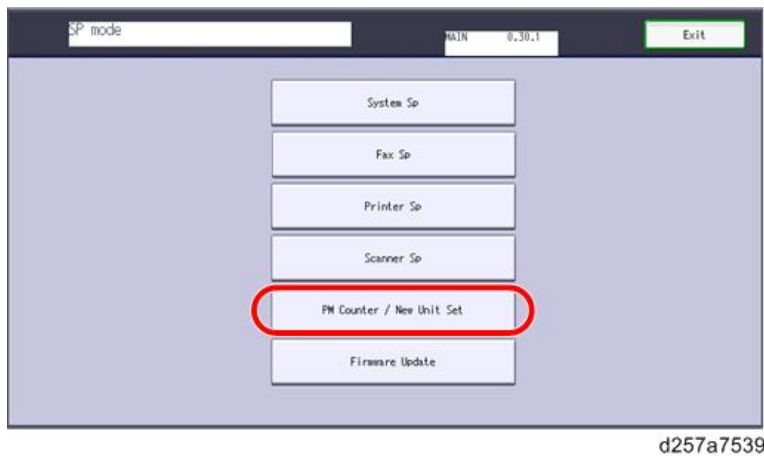 SP mode
MAIN 0.30.1
Exit
System Sp
Fax Sp
Printer Sp
Scanner Sp
PM Counter / New Unit Set
Firmware Update
d257a7539